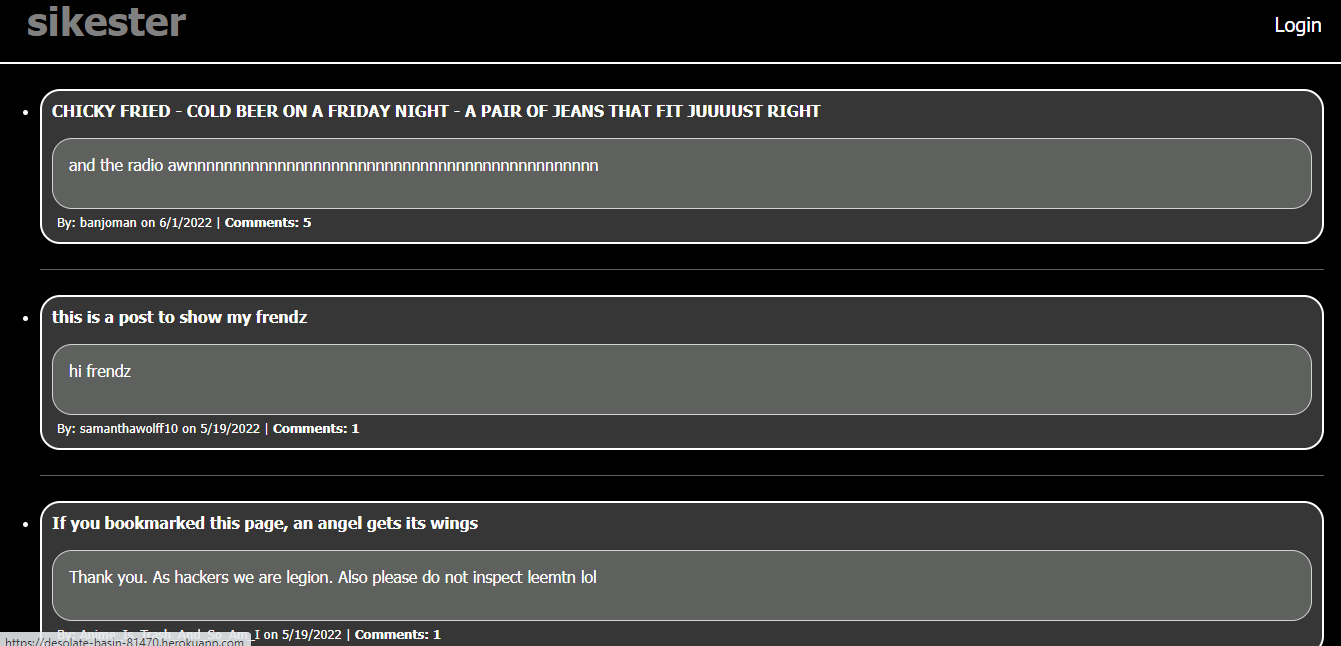 sikester
Login
CHICKY FRIED - COLD BEER ON A FRIDAY NIGHT - A PAIR OF JEANS THAT FIT JUUUUST RIGHT
and the radio awnnnnnnnnnnnnnnnnnnnnnnnnnnnnnnnnnnnnnnnnnnnnnn
By: banjoman on 6/1/2022 | Comments: 5
this is a post to show my frendz
hi frendz
By: samanthawolff10 on 5/19/2022 | Comments: 1
If you bookmarked this page, an angel gets its wings
Thank you. As hackers we are legion. Also please do not inspect leemtn lol
By: Anime_Is_Trash_And_So_Am_I on 5/19/2022 | Comments: 1
https://desolate-basin-81470.herokuapp.com